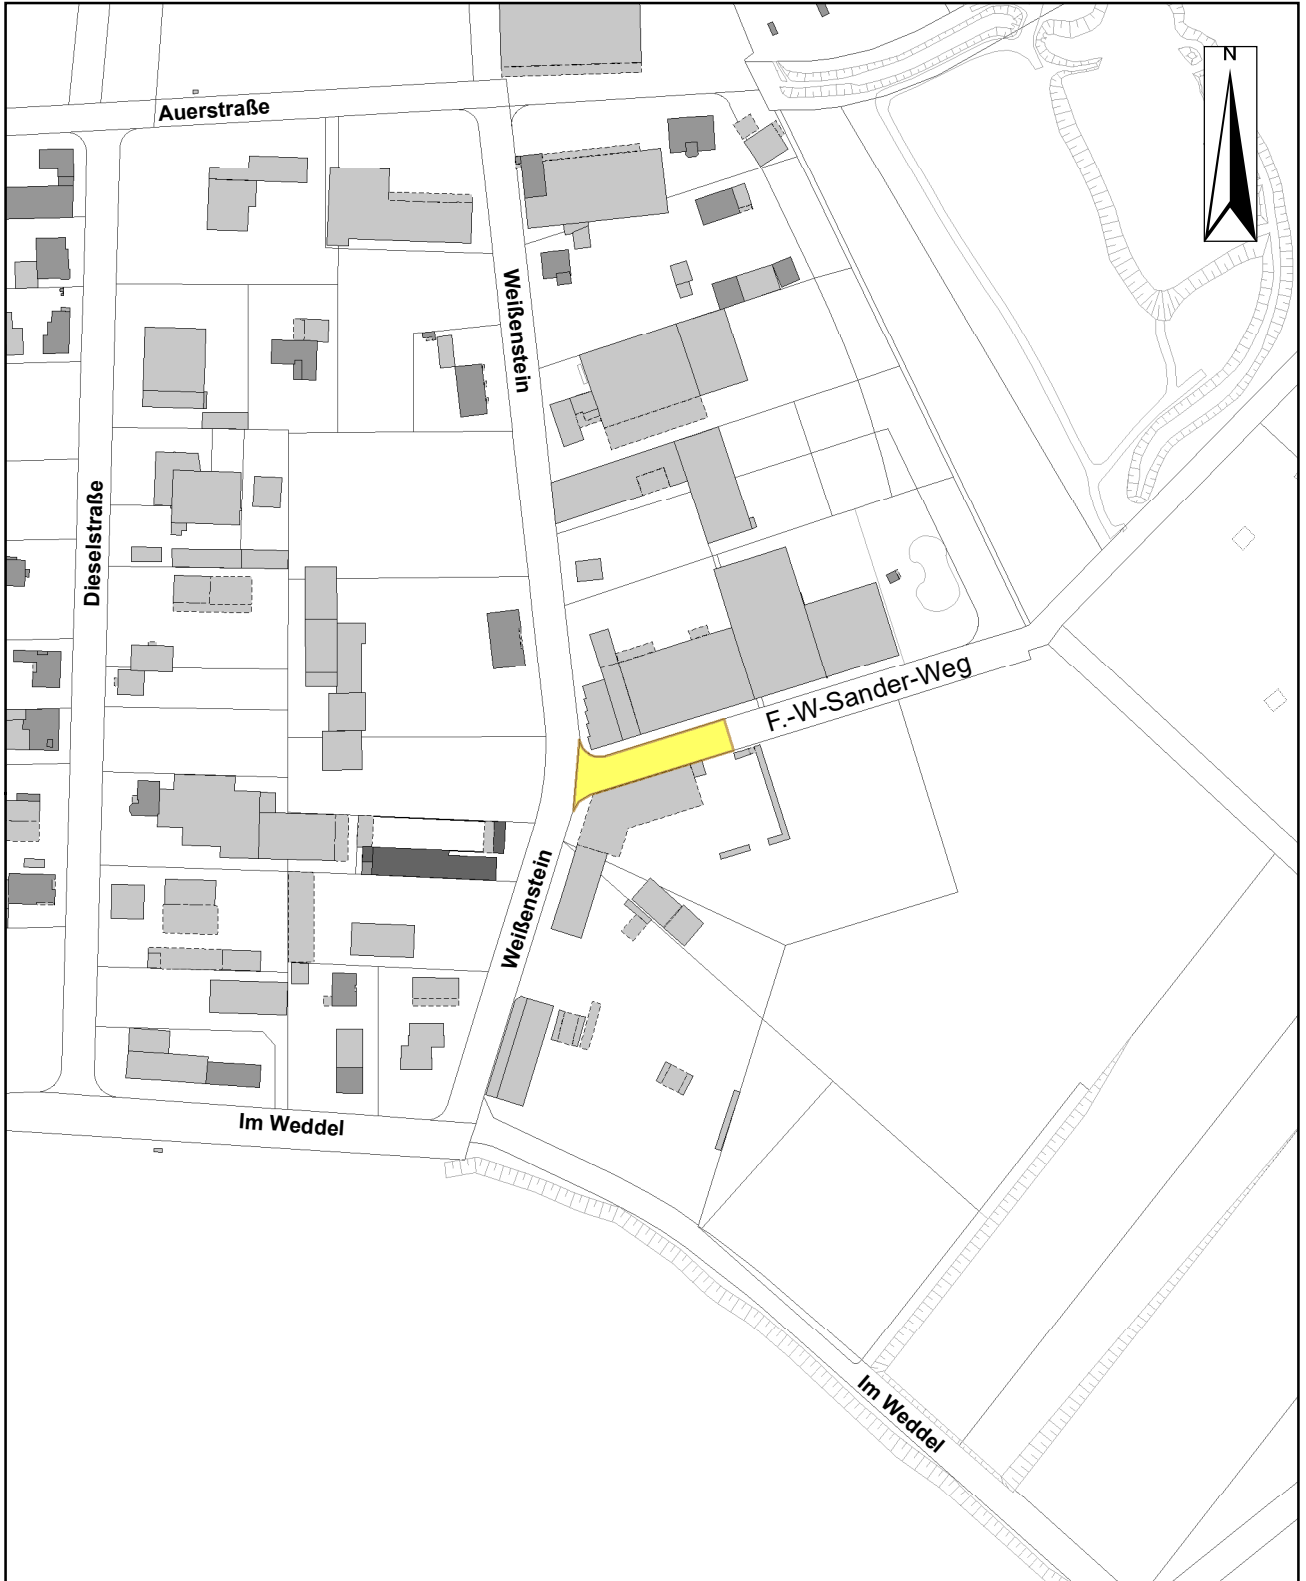 N
Auerstraße
Weißenstein
Dieselstraße
F.-W-Sander-Weg
Weißenstein
Im Weddel
Im Weddel